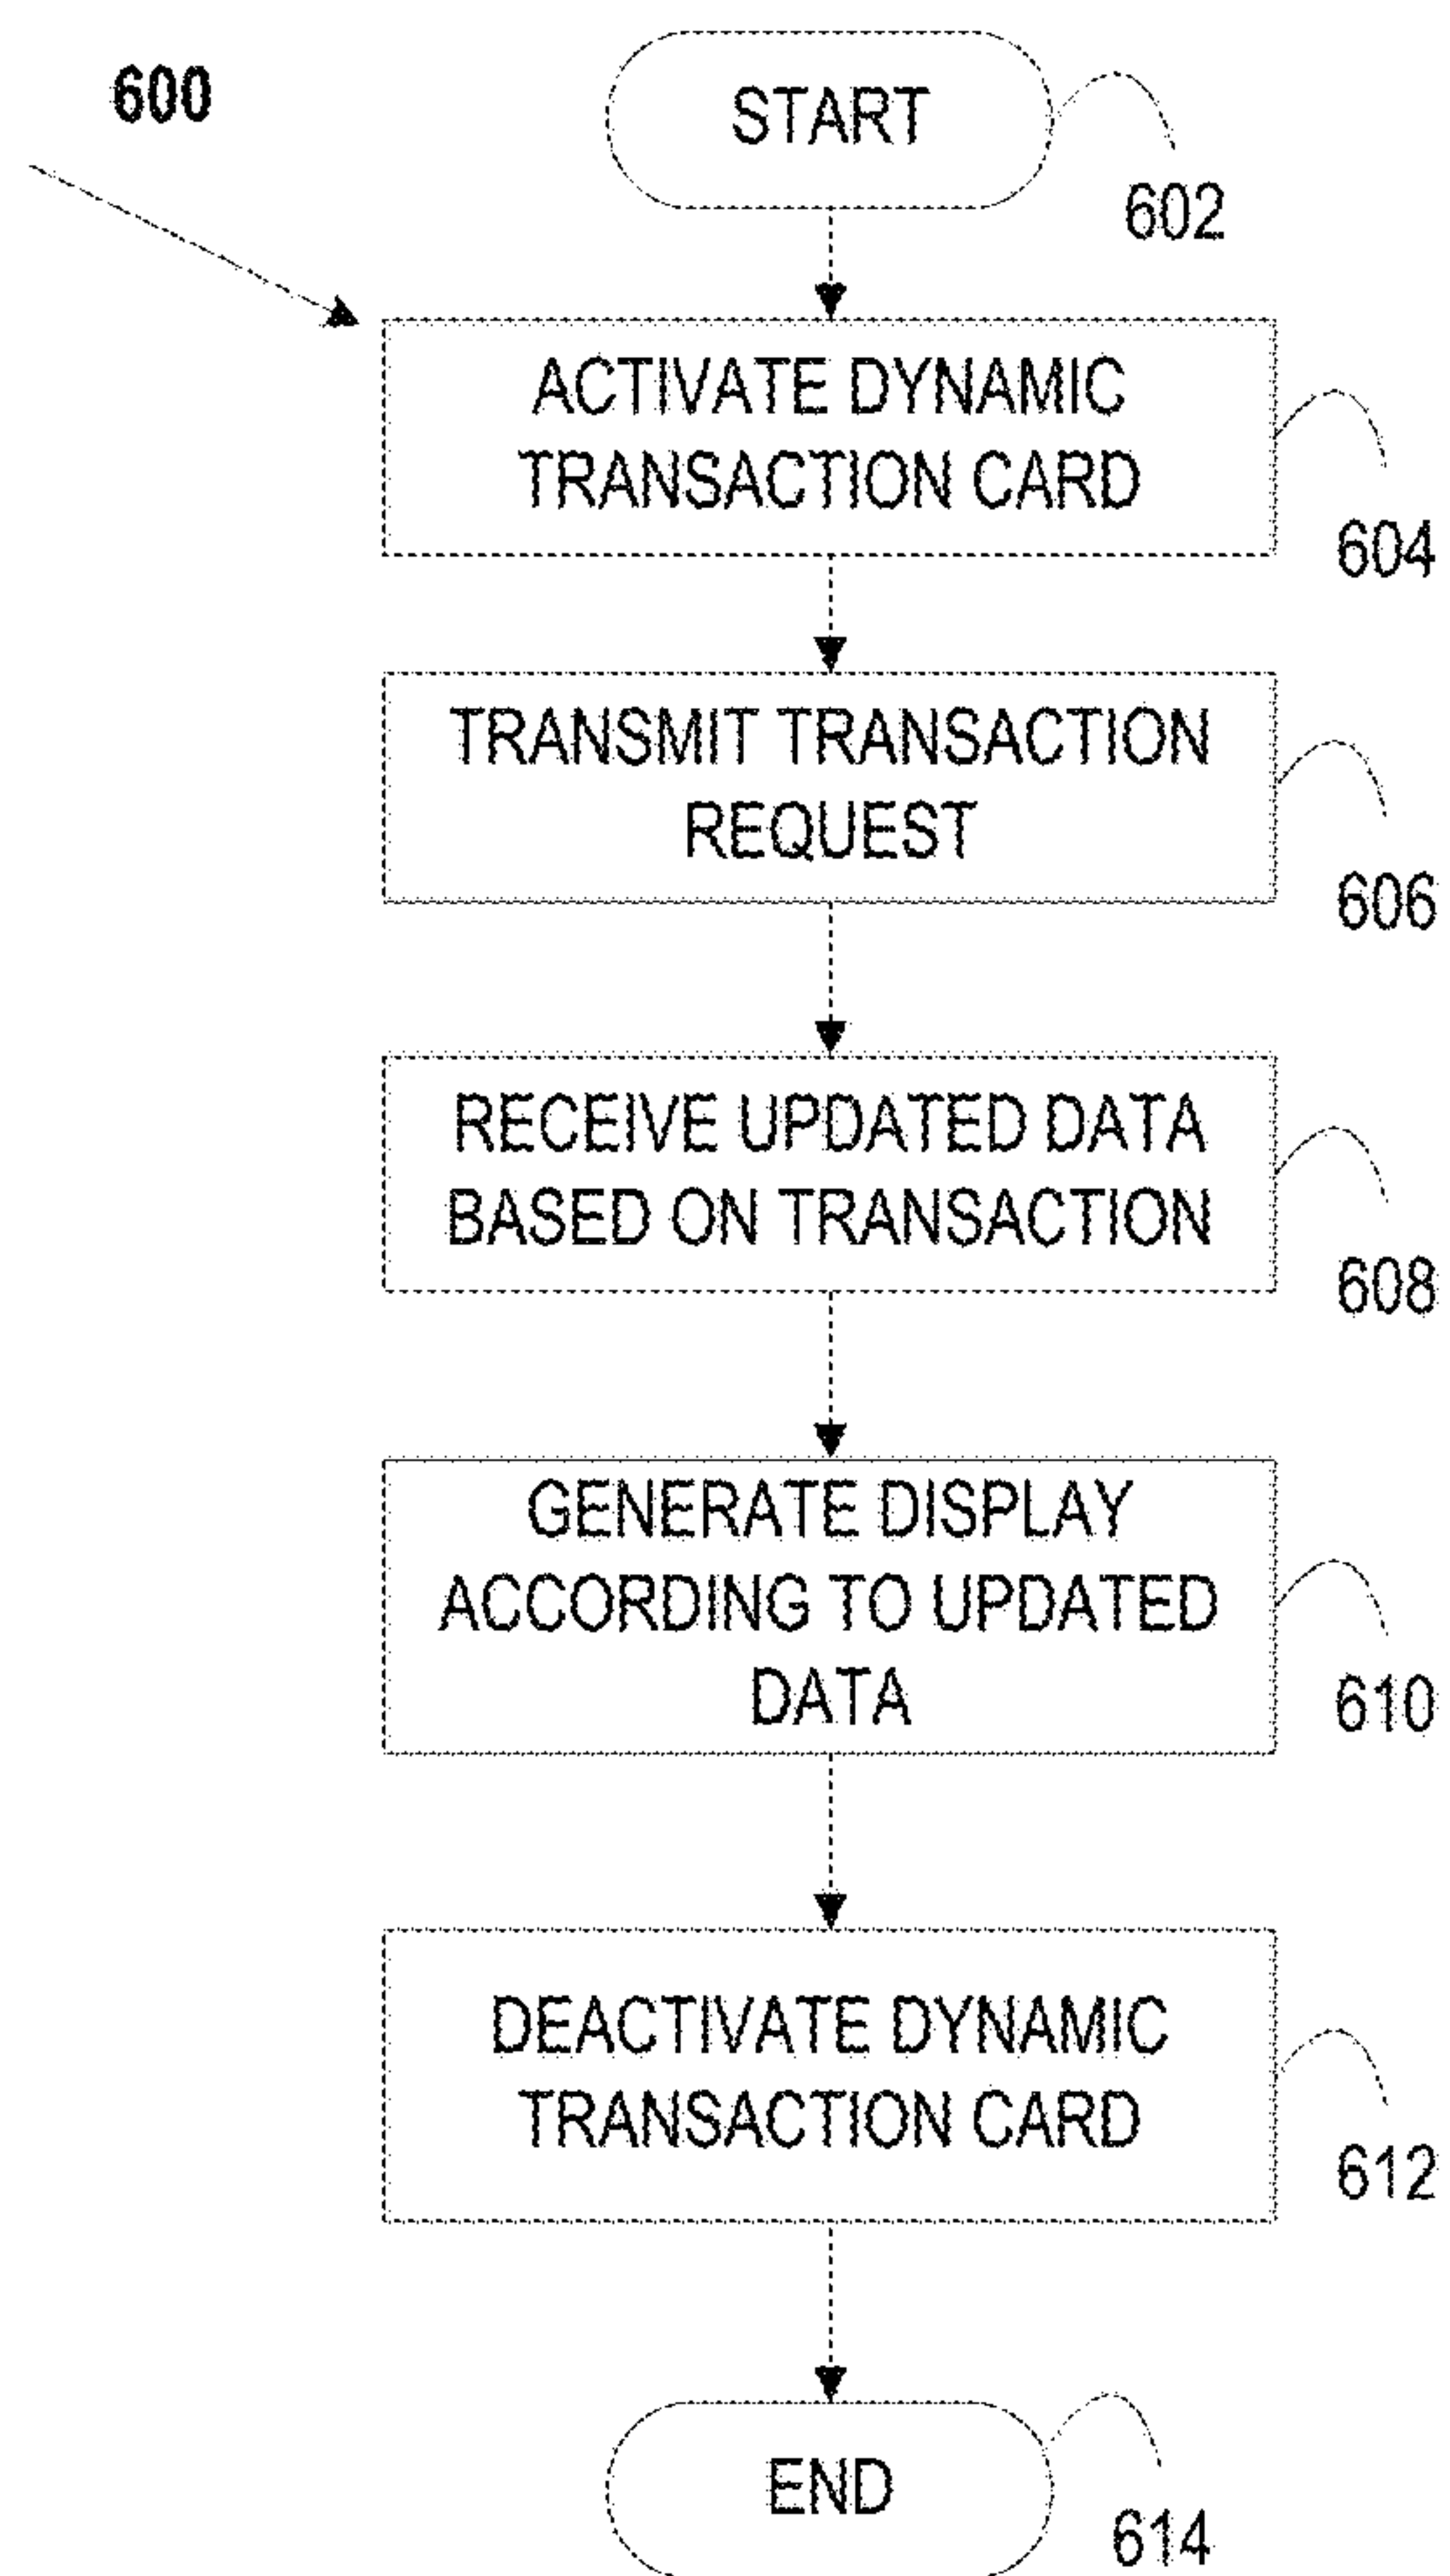 600
START
602
ACTIVATE DYNAMIC
TRANSACTION CARD
604
TRANSMIT TRANSACTION
REQUEST
606
RECEIVE UPDATED DATA
BASED ON TRANSACTION
608
GENERATE DISPLAY
ACCORDING TO UPDATED
DATA
610
DEACTIVATE DYNAMIC
TRANSACTION CARD
612
END
614